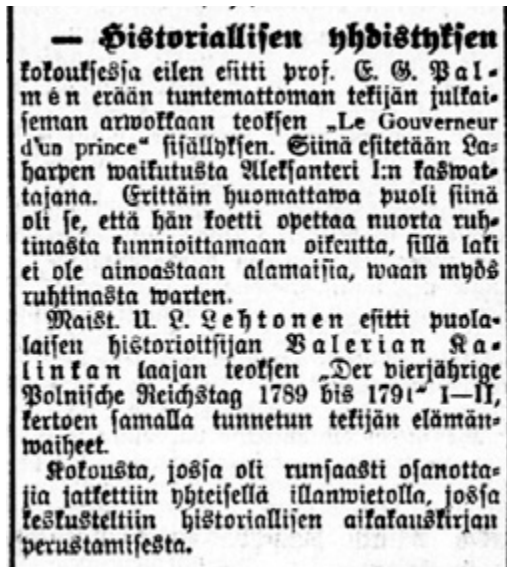 — Historiallisen yhdistyksen
kokouksessa eilen esitti prof. E. G. Pal-
mén erään tuntemattoman tekijän julkai-
seman arwokkaan teoksen „Le Gouverneur
d'un prince“ sisällyksen. Siinä esitetään La-
harpen waikutusta Aleksanteri I:n kaswat-
tajana. Erittäin huomattawa puoli siinä
oli se, että hän koetti opettaa nuorta ruh-
tinasta kunnioittamaan oikeutta, sillä laki
ei ole ainoastaan alamaisia, waan myös
ruhtinasta warten.
Maist. U. L. Lehtonen esitti puola-
laisen historioitsijan Valerian Ka-
linkan laajan teoksen „Der vierjährige
Polnische Reichstag 1789 bis 1791“ I—II,
kertoen samalla tunnetun tekijän elämän-
waiheet.
Kokousta, jossa oli runsaasti osanotta-
jia jatkettiin yhteisellä illanwietolla, jossa
keskusteltiin historiallisen aikakauskirjan
perustamisesta.